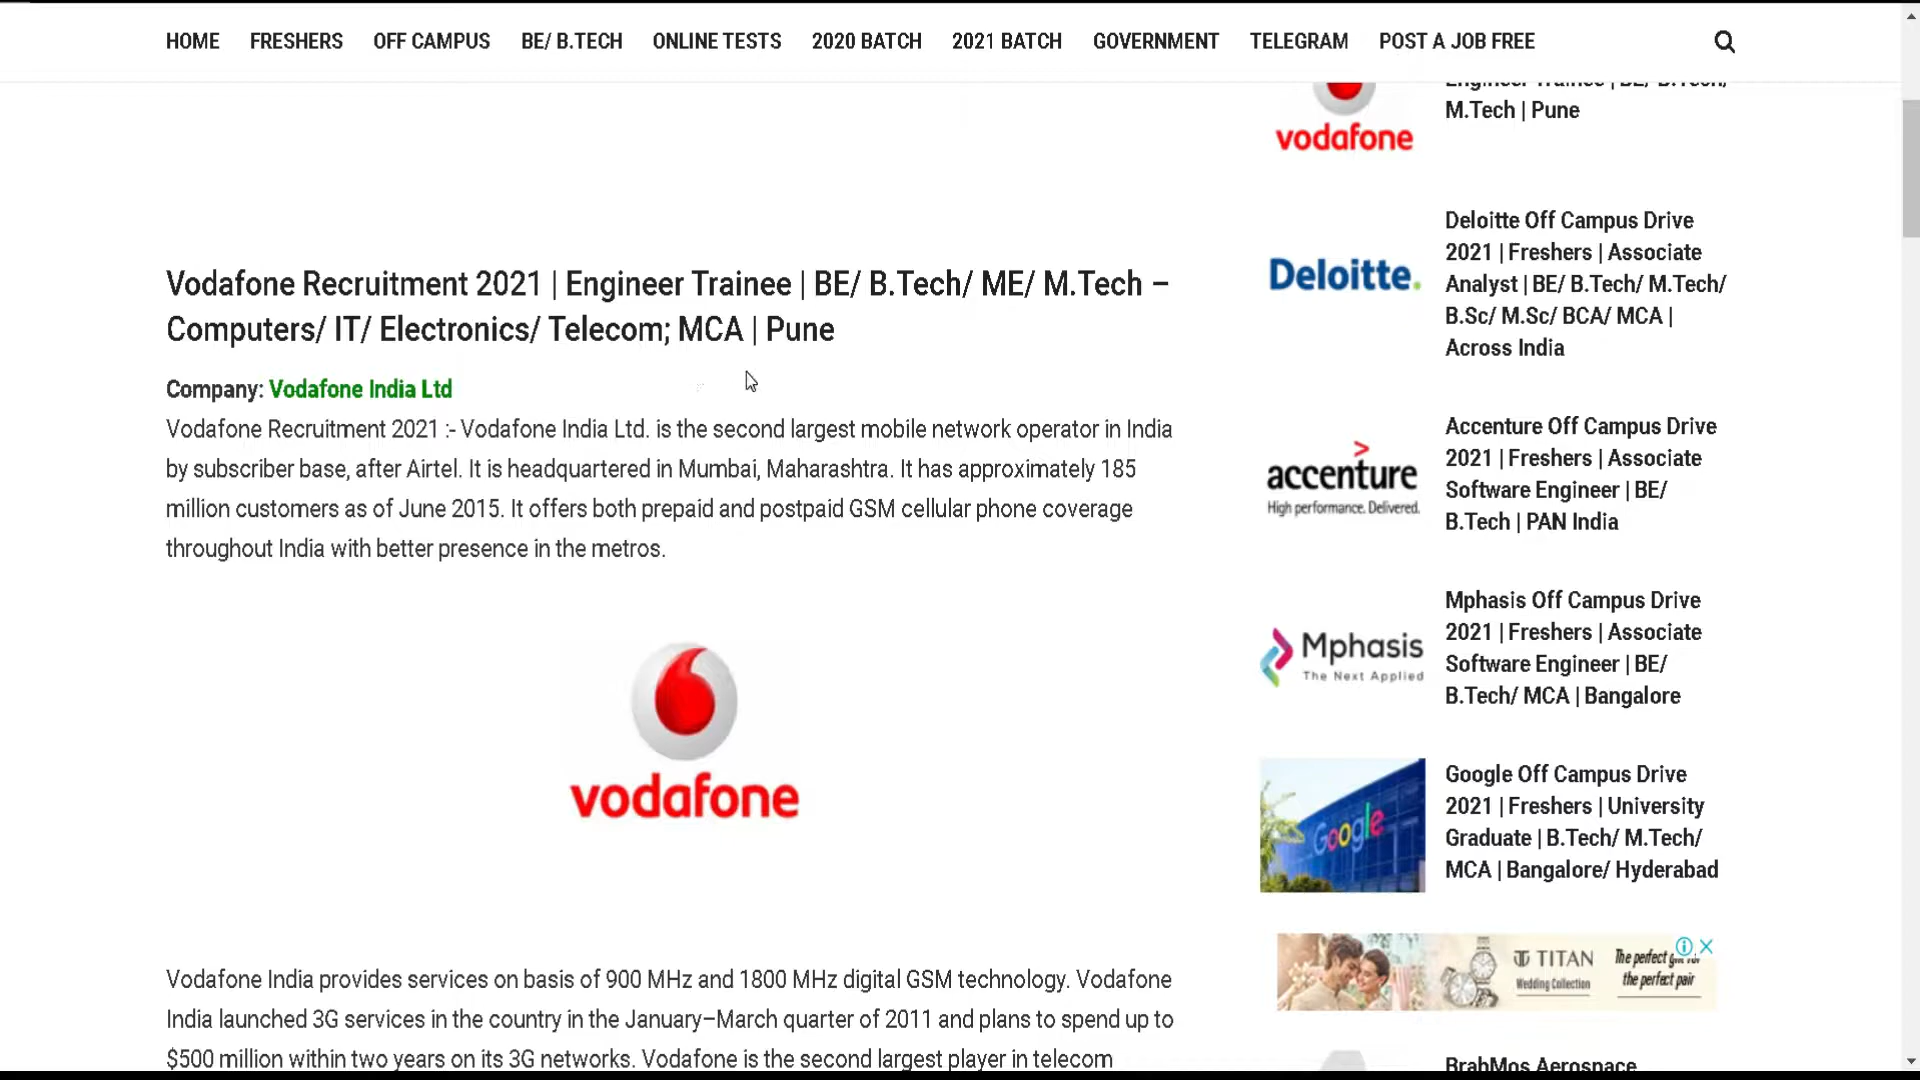 HOME FRESHERS OFF CAMPUS BE/ B.TECH ONLINE TESTS 2020 BATCH 2021 BATCH GOVERNMENT TELEGRAM POST A JOB FREE
Vodafone Recruitment 2021 | Engineer Trainee | BE/ B.Tech/ ME/ M.Tech –
Computers/ IT/ Electronics/ Telecom; MCA | Pune
Company: Vodafone India Ltd
Vodafone Recruitment 2021 :- Vodafone India Ltd. is the second largest mobile network operator in India
by subscriber base, after Airtel. It is headquartered in Mumbai, Maharashtra. It has approximately 185
million customers as of June 2015. It offers both prepaid and postpaid GSM cellular phone coverage
throughout India with better presence in the metros.
vodafone
Vodafone India provides services on basis of 900 MHz and 1800 MHz digital GSM technology. Vodafone
India launched 3G services in the country in the January–March quarter of 2011 and plans to spend up to
$500 million within two years on its 3G networks. Vodafone is the second largest player in telecom
vodafone
Engineer Trainee | BE/ B.Tech/
M.Tech | Pune
Deloitte.
Deloitte Off Campus Drive
2021 | Freshers | Associate
Analyst | BE/ B.Tech/ M.Tech/
B.Sc/ M.Sc/ BCA/ MCA |
Across India
accenture
High performance. Delivered.
Accenture Off Campus Drive
2021 | Freshers | Associate
Software Engineer | BE/
B.Tech | PAN India
Mphasis
The Next Applied
Mphasis Off Campus Drive
2021 | Freshers | Associate
Software Engineer | BE/
B.Tech/ MCA | Bangalore
Google
Google Off Campus Drive
2021 | Freshers | University
Graduate | B.Tech/ M.Tech/
MCA | Bangalore/ Hyderabad
TITAN
Wedding Collection
The perfect
the perfect pair
BrahMos Aerospace